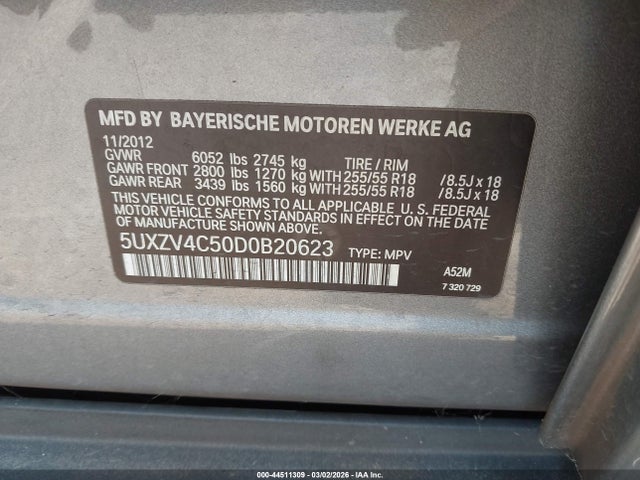 MFD BY BAYERISCHE MOTOREN WERKE AG
11/2012
GVWR 6052 lbs 2745 kg TIRE / RIM
GAWR FRONT 2800 lbs 1270 kg WITH 255/55 R18 / 8.5J x 18
GAWR REAR 3439 lbs 1560 kg WITH 255/55 R18 / 8.5J x 18
THIS VEHICLE CONFORMS TO ALL APPLICABLE U. S. FEDERAL
MOTOR VEHICLE SAFETY STANDARDS IN EFFECT ON THE DATE
OF MANUFACTURE SHOWN ABOVE.
5UXZV4C50D0B20623 TYPE: MPV
A52M
7 320 729
000-44511309 - 03/02/2026 - IAA Inc.